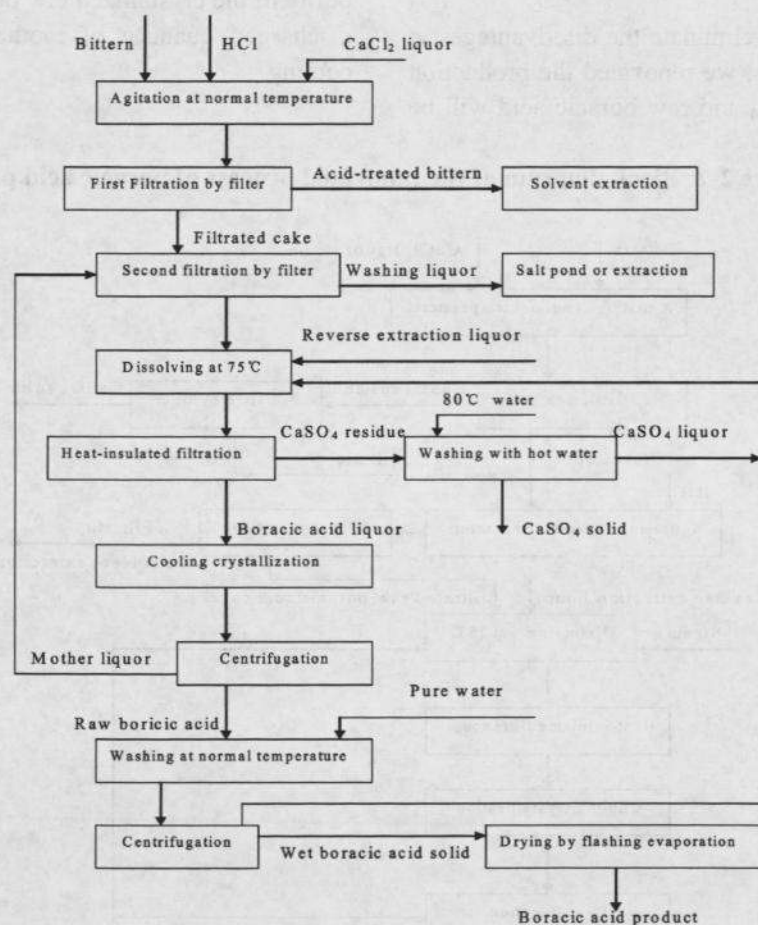 Bittern
HCl
CaCl₂ liquor
Agitation at normal temperature
First Filtration by filter
Acid-treated bittern
Solvent extraction
Filtrated cake
Second filtration by filter
Washing liquor
Salt pond or extraction
Reverse extraction liquor
Dissolving at 75℃
80℃ water
Heat-insulated filtration
CaSO₄ residue
Washing with hot water
CaSO₄ liquor
Boracic acid liquor
CaSO₄ solid
Cooling crystallization
Mother liquor
Centrifugation
Pure water
Raw boricic acid
Washing at normal temperature
Centrifugation
Wet boracic acid solid
Drying by flashing evaporation
Boracic acid product